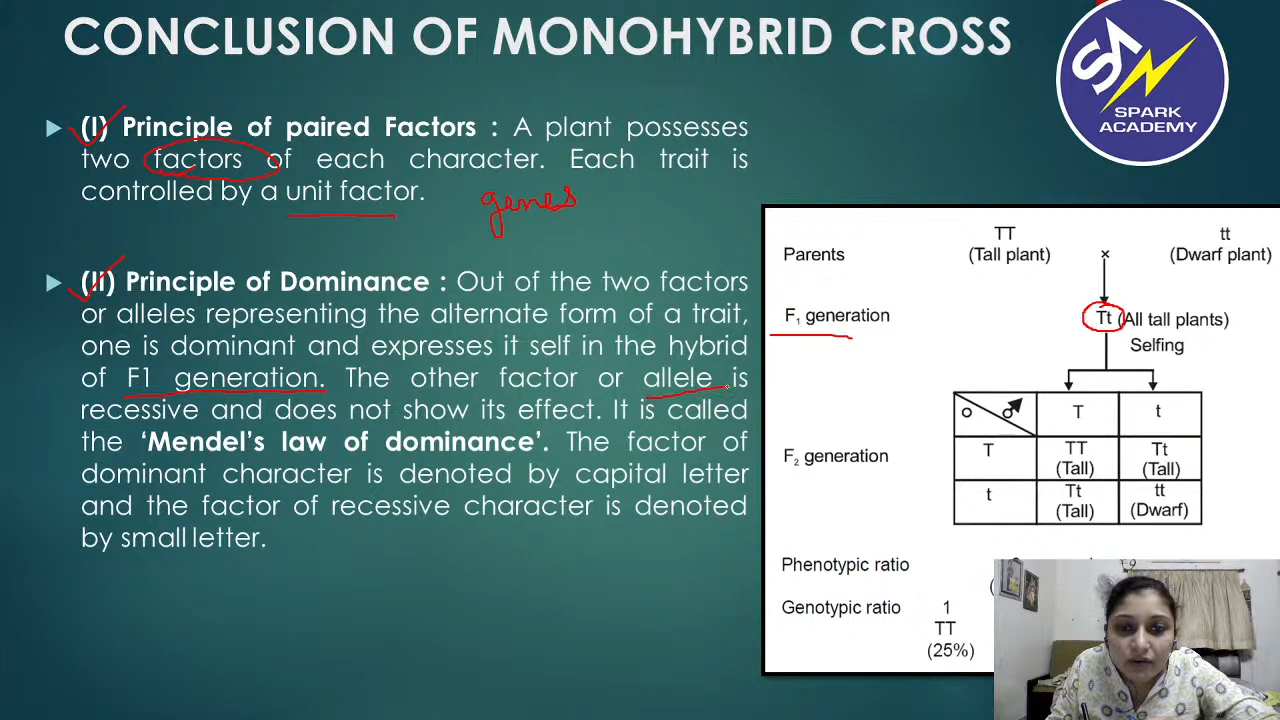 CONCLUSION OF MONOHYBRID CROSS
SPARK
ACADEMY
(I) Principle of paired Factors : A plant possesses
two factors of each character. Each trait is
controlled by a unit factor.
genes
(ii) Principle of Dominance : Out of the two factors
or alleles representing the alternate form of a trait,
one is dominant and expresses it self in the hybrid
of F1 generation. The other factor or allele is
recessive and does not show its effect. It is called
the ‘Mendel’s law of dominance’. The factor of
dominant character is denoted by capital letter
and the factor of recessive character is denoted
by small letter.
TT tt
Parents (Tall plant) × (Dwarf plant)
F₁ generation Tt (All tall plants)
Selfing
T t
T TT Tt
(Tall) (Tall)
F₂ generation
t Tt tt
(Tall) (Dwarf)
Phenotypic ratio
Genotypic ratio 1
TT
(25%)